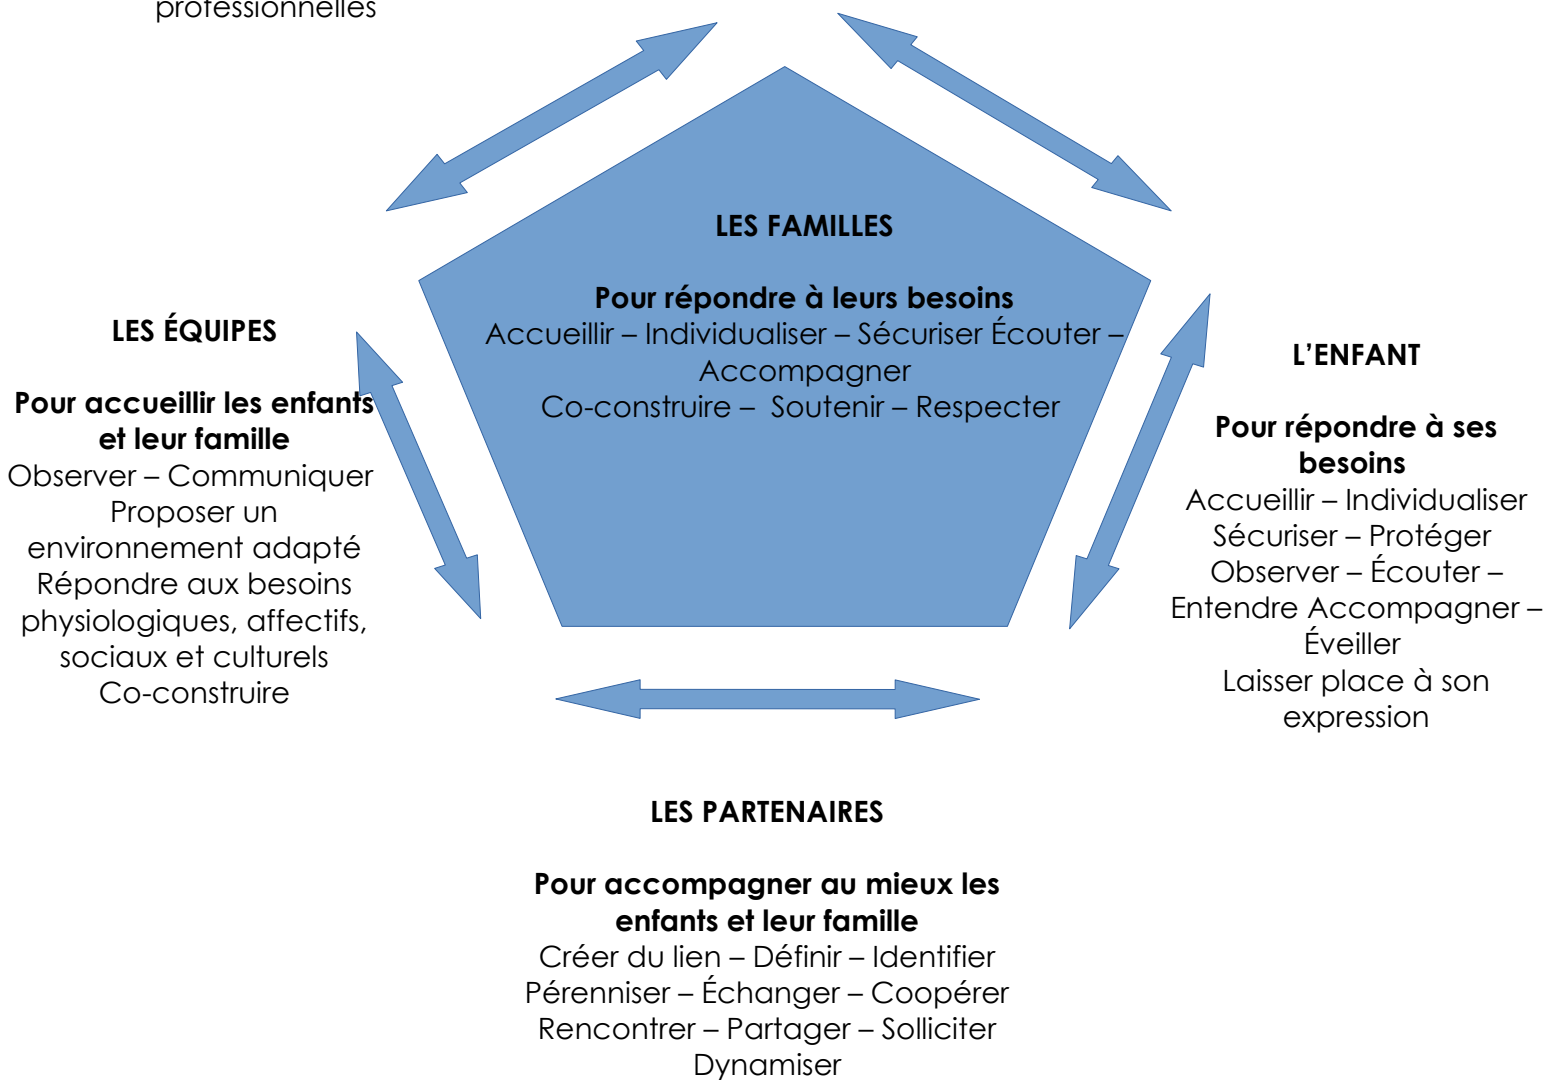 professionnelles
LES FAMILLES
Pour répondre à leurs besoins
Accueillir – Individualiser – Sécuriser Écouter –
Accompagner
Co-construire – Soutenir – Respecter
LES ÉQUIPES
Pour accueillir les enfants
et leur famille
Observer – Communiquer
Proposer un
environnement adapté
Répondre aux besoins
physiologiques, affectifs,
sociaux et culturels
Co-construire
L’ENFANT
Pour répondre à ses
besoins
Accueillir – Individualiser
Sécuriser – Protéger
Observer – Écouter –
Entendre Accompagner –
Éveiller
Laisser place à son
expression
LES PARTENAIRES
Pour accompagner au mieux les
enfants et leur famille
Créer du lien – Définir – Identifier
Pérenniser – Échanger – Coopérer
Rencontrer – Partager – Solliciter
Dynamiser